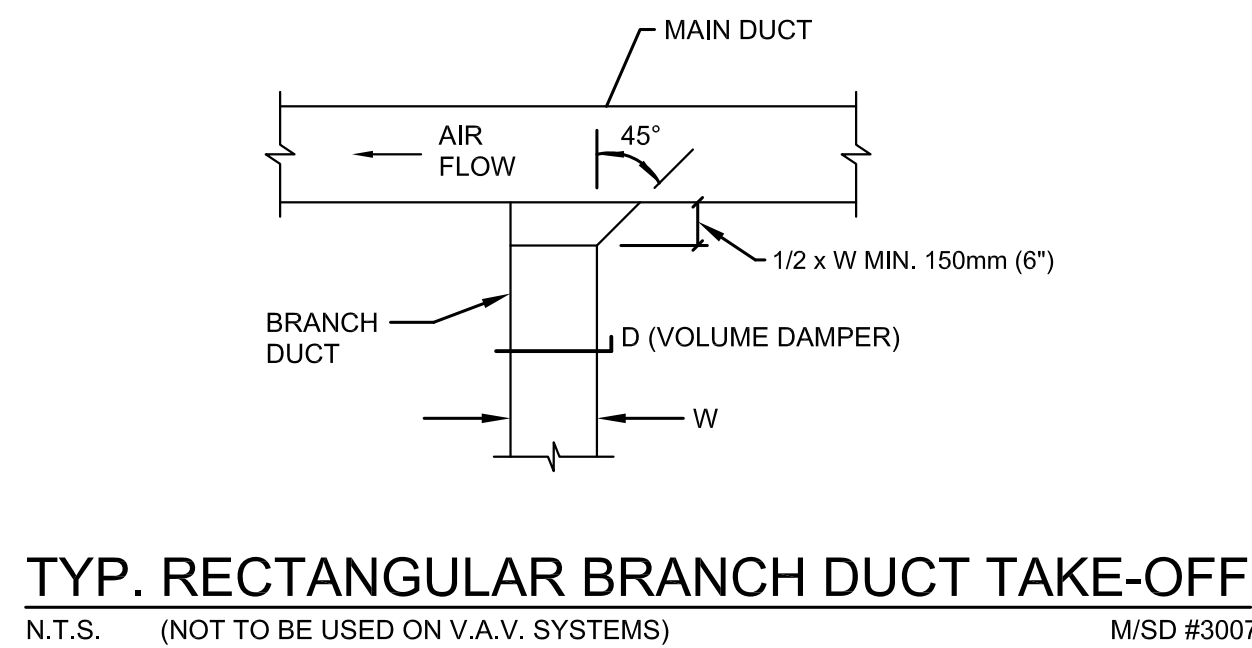 MAIN DUCT
AIR
FLOW
45°
1/2 x W MIN. 150mm (6")
BRANCH
DUCT
D (VOLUME DAMPER)
W
TYP. RECTANGULAR BRANCH DUCT TAKE-OFF
N.T.S. (NOT TO BE USED ON V.A.V. SYSTEMS) M/SD #3007